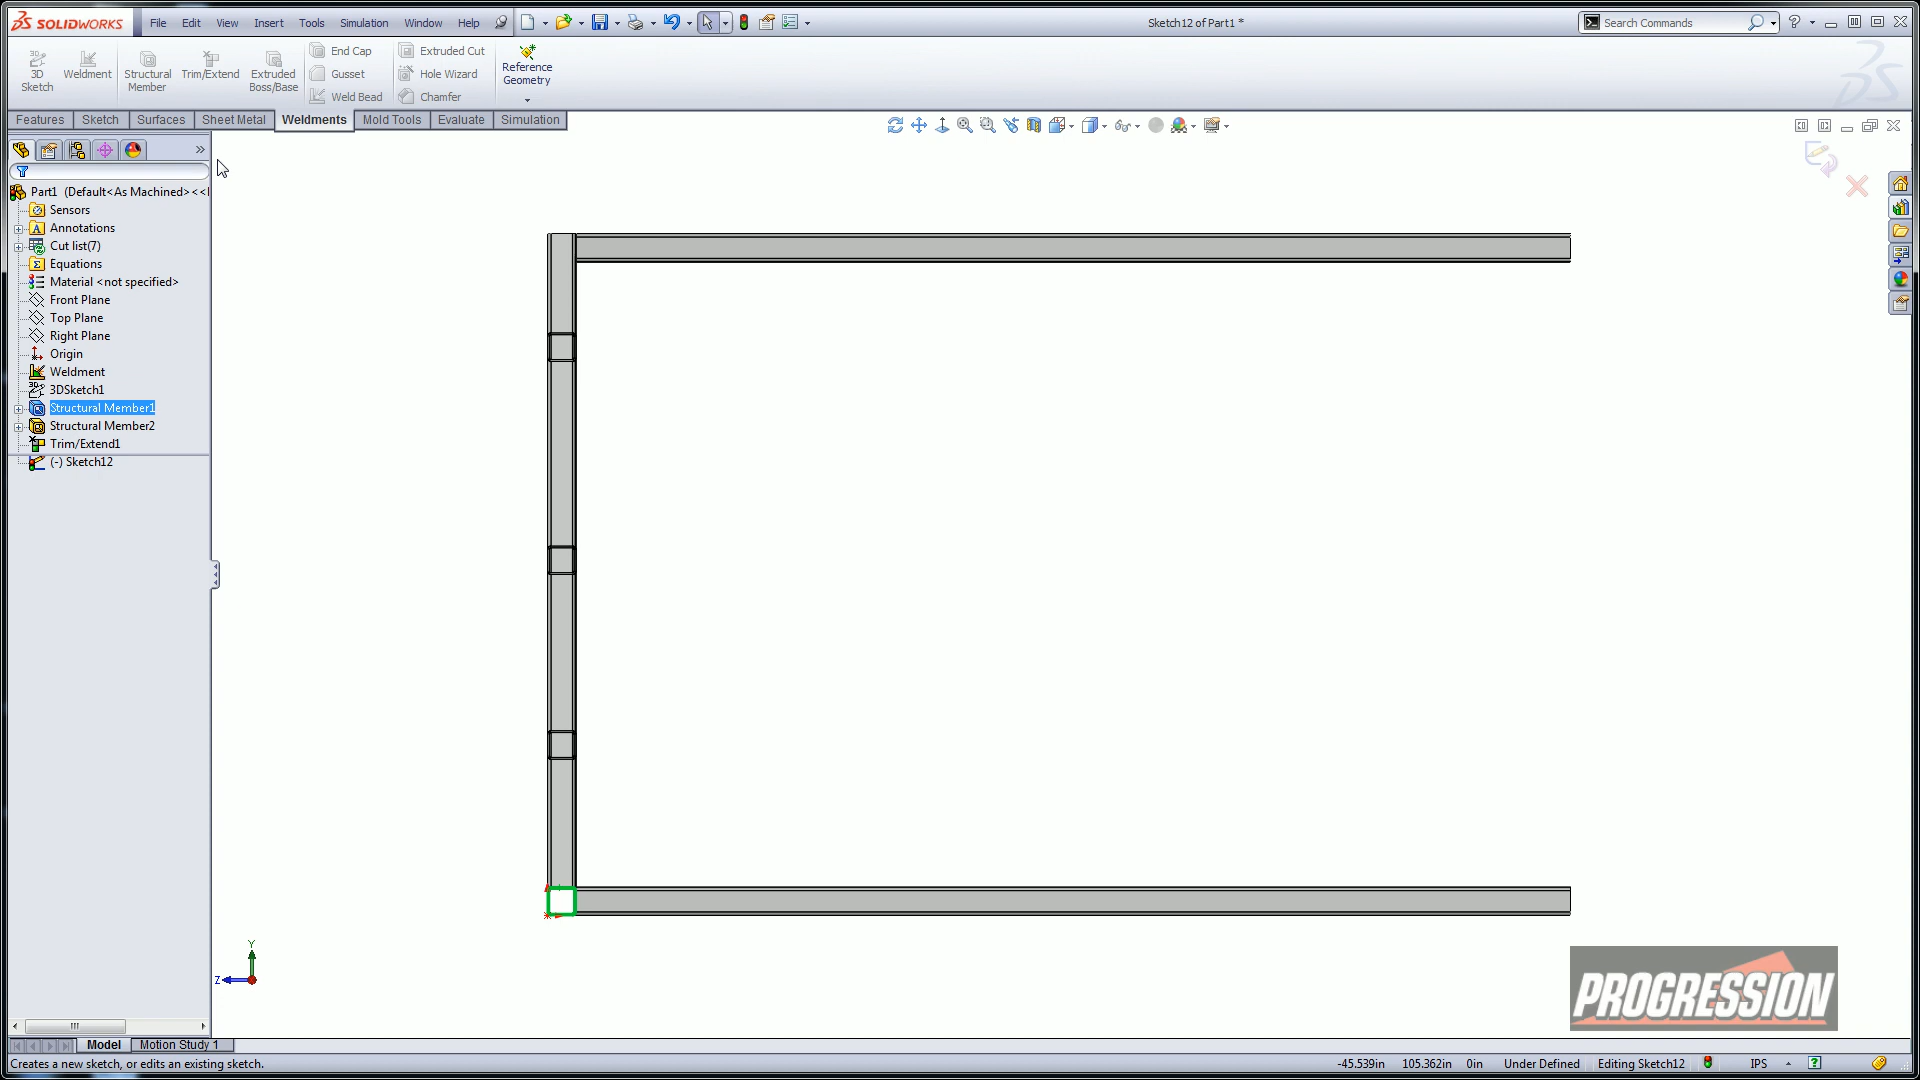 SOLIDWORKS File Edit View Insert Tools Simulation Window Help Sketch12 of Part1 * Search Commands
3D Sketch
Weldment
Structural Member
Trim/Extend
Extruded Boss/Base
End Cap
Gusset
Weld Bead
Extruded Cut
Hole Wizard
Chamfer
Reference Geometry
Features Sketch Surfaces Sheet Metal Weldments Mold Tools Evaluate Simulation
Part1 (Default<As Machined><<
Sensors
Annotations
Cut list(7)
Equations
Material <not specified>
Front Plane
Top Plane
Right Plane
Origin
Weldment
3DSketch1
Structural Member1
Structural Member2
Trim/Extend1
(-) Sketch12
Y
Z
PROGRESSION
Model Motion Study 1
Creates a new sketch, or edits an existing sketch. -45.539in 105.362in 0in Under Defined Editing Sketch12 IPS